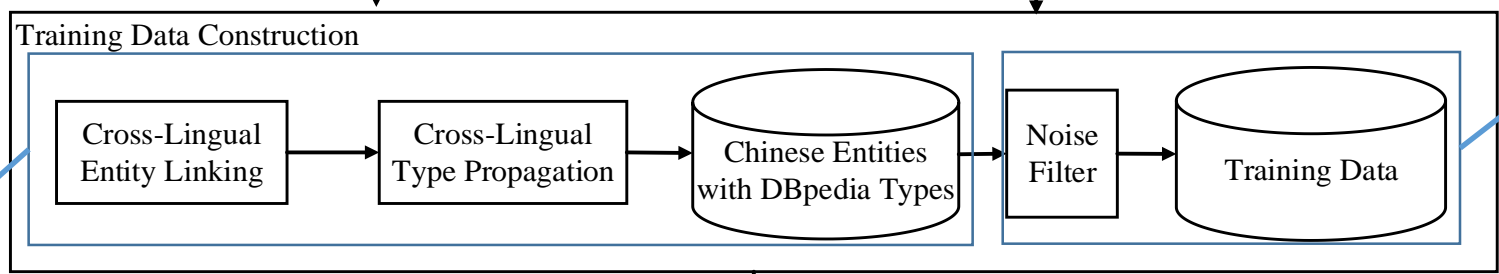 Training Data Construction
Cross-Lingual
Entity Linking
Cross-Lingual
Type Propagation
Chinese Entities
with DBpedia Types
Noise
Filter
Training Data